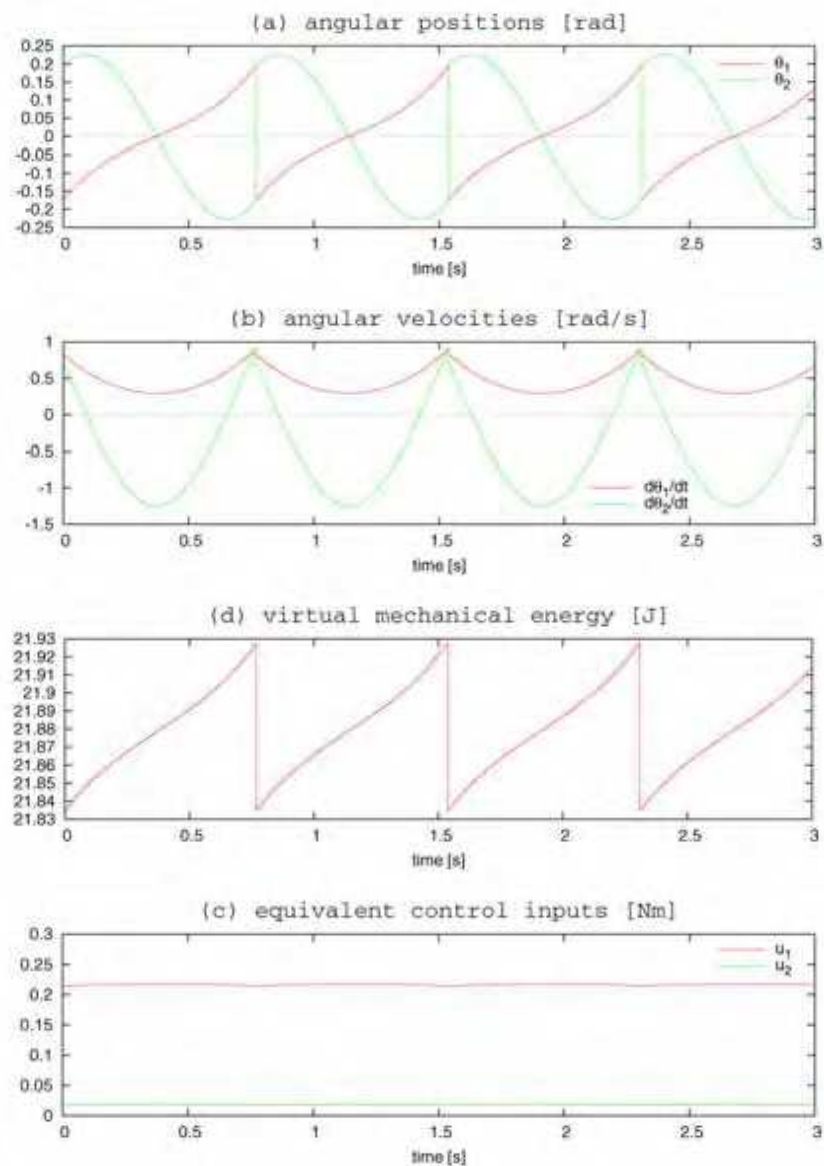 (a) angular positions [rad]
0.25
0.2
0.15
0.1
0.05
0
-0.05
-0.1
-0.15
-0.2
-0.25
θ1
θ2
0 0.5 1 1.5 2 2.5 3
time [s]
(b) angular velocities [rad/s]
1
0.5
0
-0.5
-1
-1.5
dθ1/dt
dθ2/dt
0 0.5 1 1.5 2 2.5 3
time [s]
(d) virtual mechanical energy [J]
21.93
21.92
21.91
21.9
21.89
21.88
21.87
21.86
21.85
21.84
21.83
0 0.5 1 1.5 2 2.5 3
time [s]
(c) equivalent control inputs [Nm]
0.3
0.25
0.2
0.15
0.1
0.05
0
u1
u2
0 0.5 1 1.5 2 2.5 3
time [s]